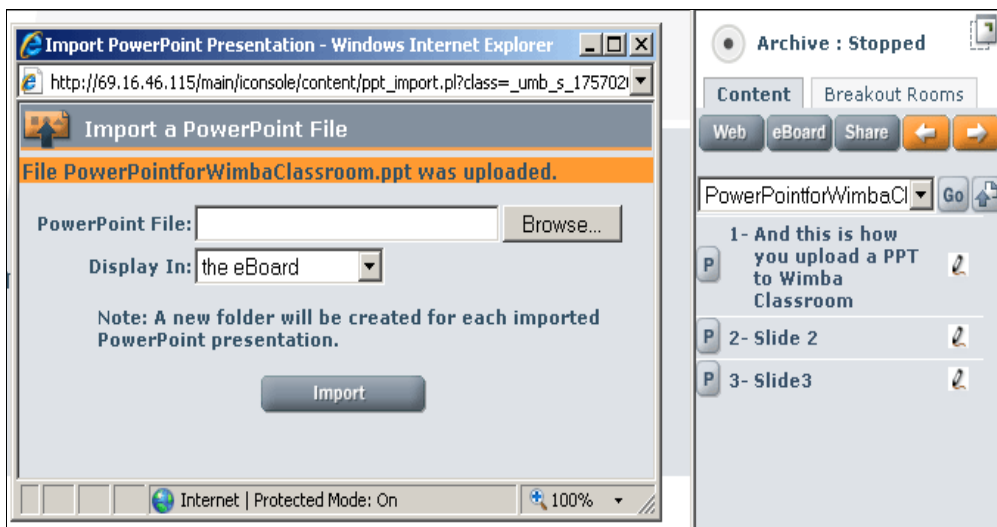 Import PowerPoint Presentation - Windows Internet Explorer
http://69.16.46.115/main/iconsole/content/ppt_import.pl?class=_umb_s_175702
Import a PowerPoint File
File PowerPointforWimbaClassroom.ppt was uploaded.
PowerPoint File:
Browse...
Display In: the eBoard
Note: A new folder will be created for each imported
PowerPoint presentation.
Import
Internet | Protected Mode: On
100%
Archive : Stopped
Content
Breakout Rooms
Web
eBoard
Share
PowerPointforWimbaCl
Go
P
1- And this is how
you upload a PPT
to Wimba
Classroom
P
2- Slide 2
P
3- Slide3